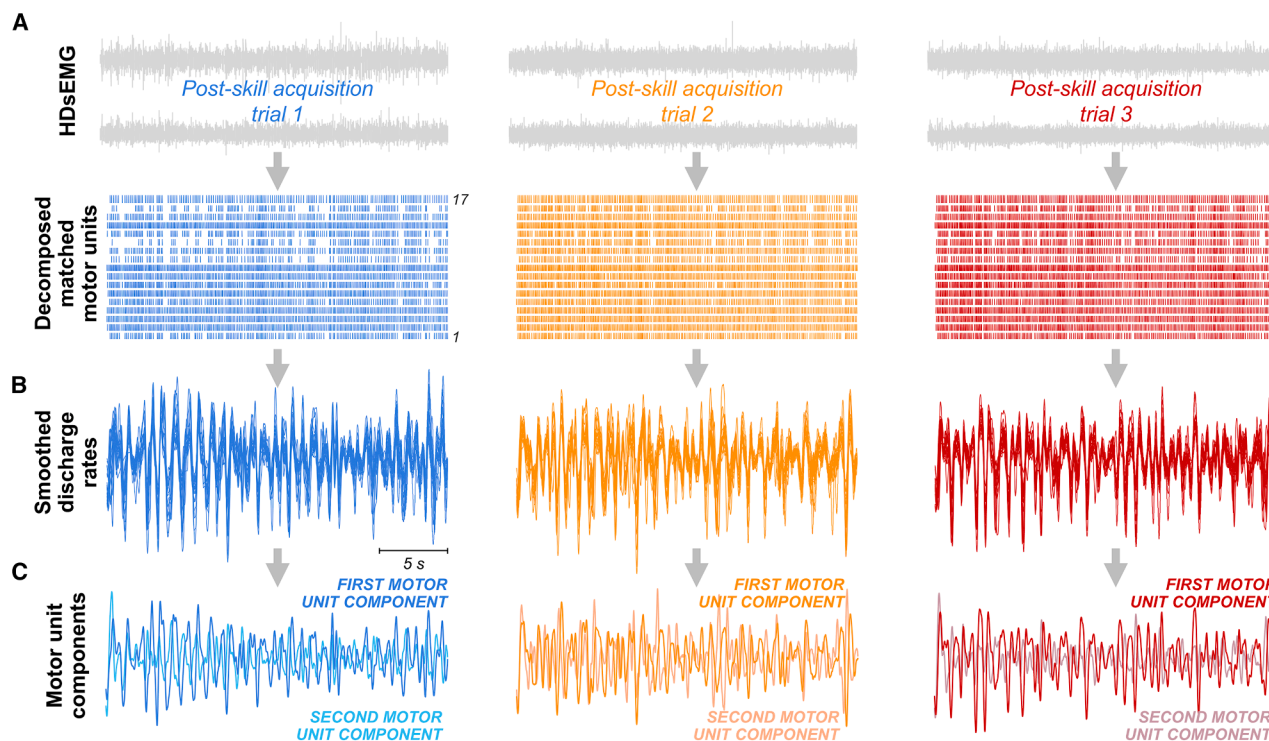 A
HDsEMG
Post-skill acquisition
trial 1
Post-skill acquisition
trial 2
Post-skill acquisition
trial 3
Decomposed
matched
motor units
17
1
B
Smoothed
discharge
rates
5 s
C
Motor unit
components
FIRST MOTOR
UNIT COMPONENT
SECOND MOTOR
UNIT COMPONENT
FIRST MOTOR
UNIT COMPONENT
SECOND MOTOR
UNIT COMPONENT
FIRST MOTOR
UNIT COMPONENT
SECOND MOTOR
UNIT COMPONENT